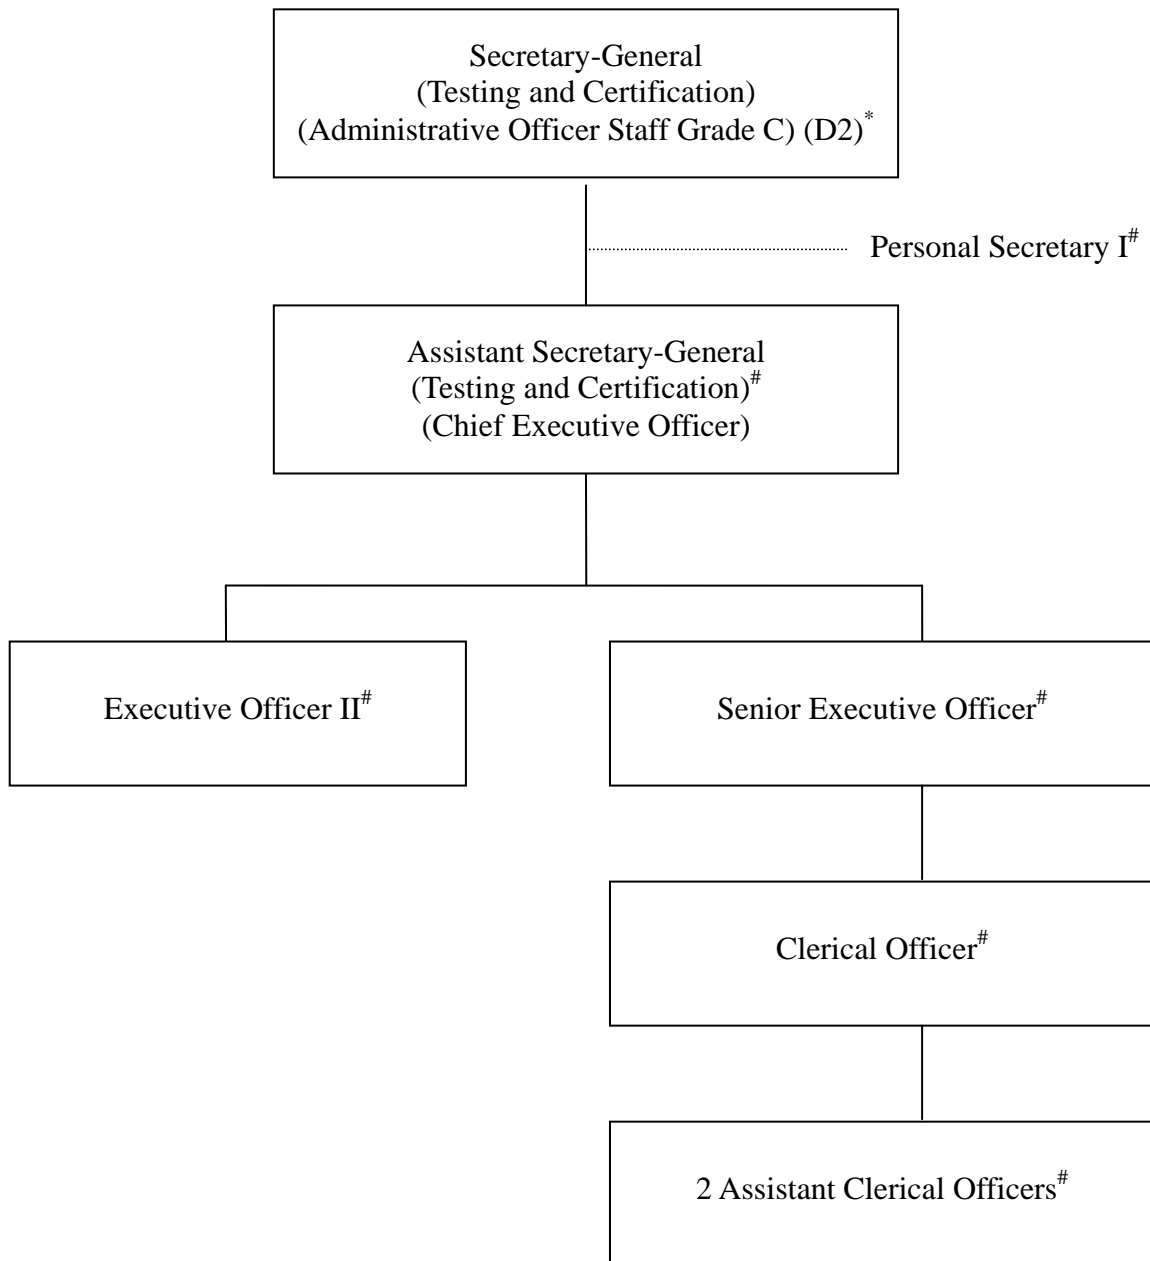 Secretary-General
(Testing and Certification)
(Administrative Officer Staff Grade C) (D2)*
Personal Secretary I#
Assistant Secretary-General
(Testing and Certification)#
(Chief Executive Officer)
Executive Officer II#
Senior Executive Officer#
Clerical Officer#
2 Assistant Clerical Officers#